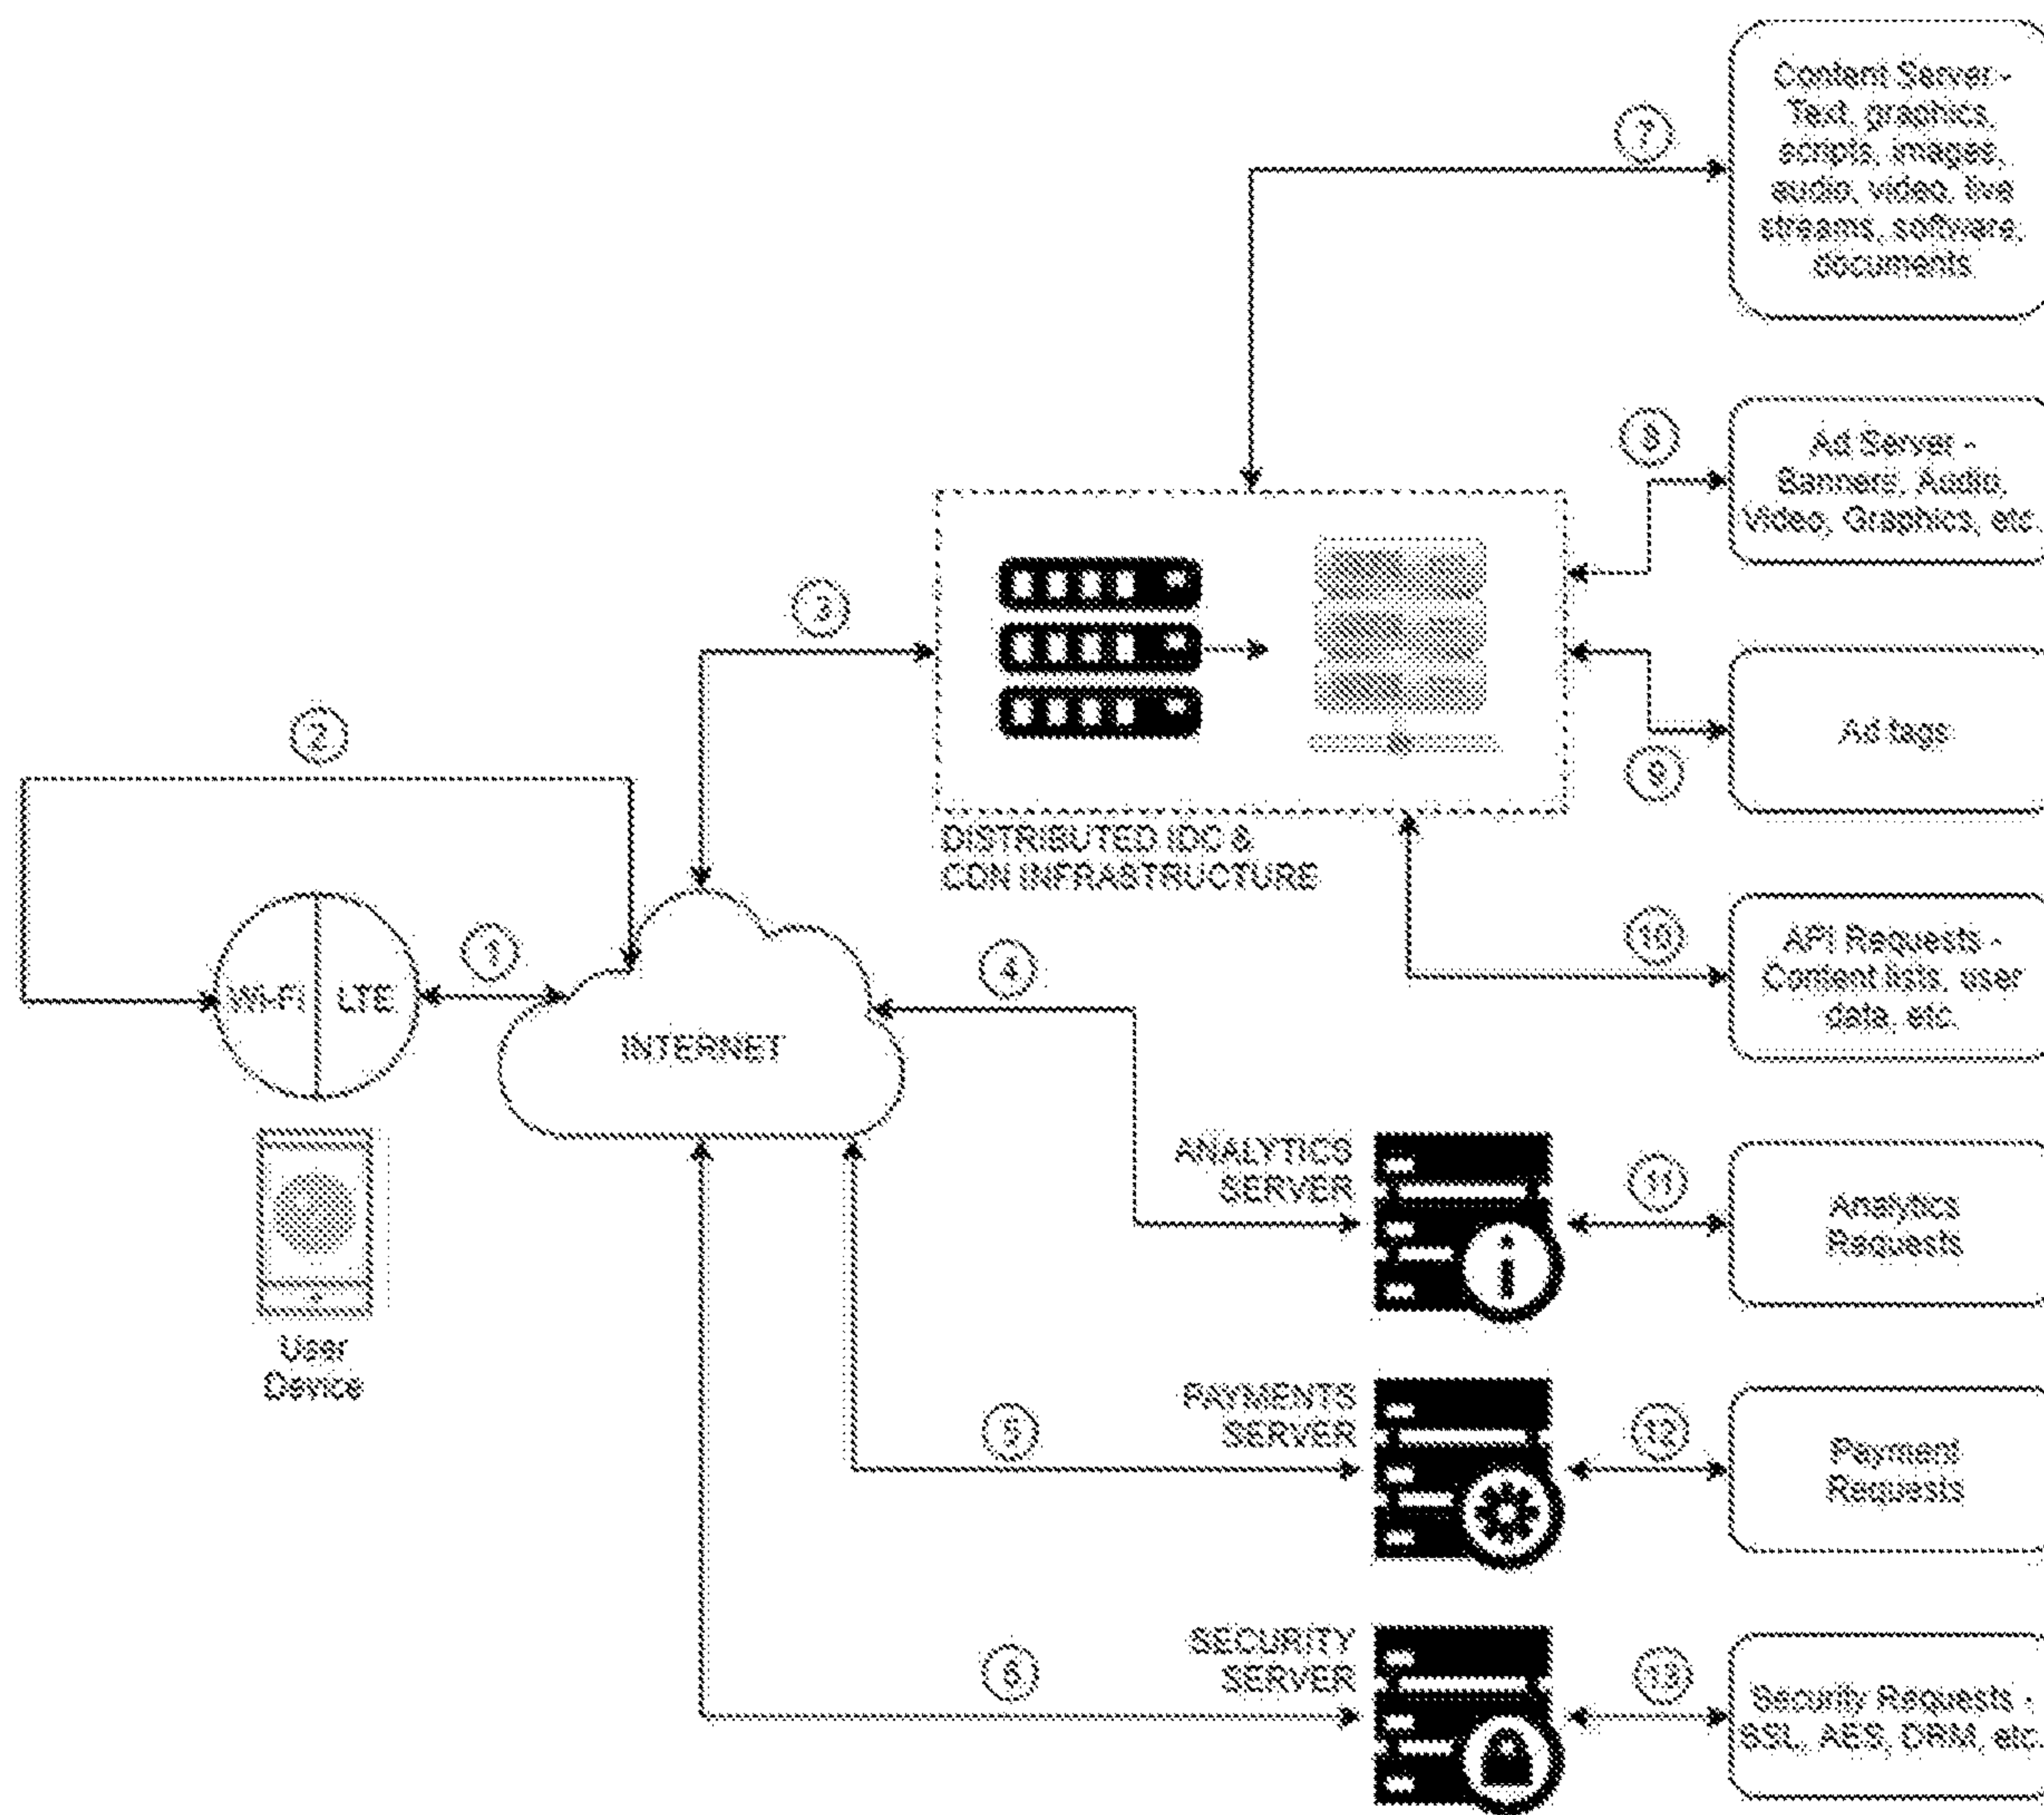 Content Server -
Text, graphics,
scripts, images,
audio, video, live
streams, software,
documents
7
Ad Server -
Banners, Audio,
Video, Graphics, etc.
8
3
Ad tags
9
2
DISTRIBUTED IDC &
CDN INFRASTRUCTURE
API Requests -
Content lists, user
data, etc.
10
1
4
WI-FI
LTE
INTERNET
ANALYTICS
SERVER
11
Analytics
Requests
User
Device
PAYMENTS
SERVER
5
12
Payment
Requests
SECURITY
SERVER
6
13
Security Requests -
SSL, AES, DRM, etc.